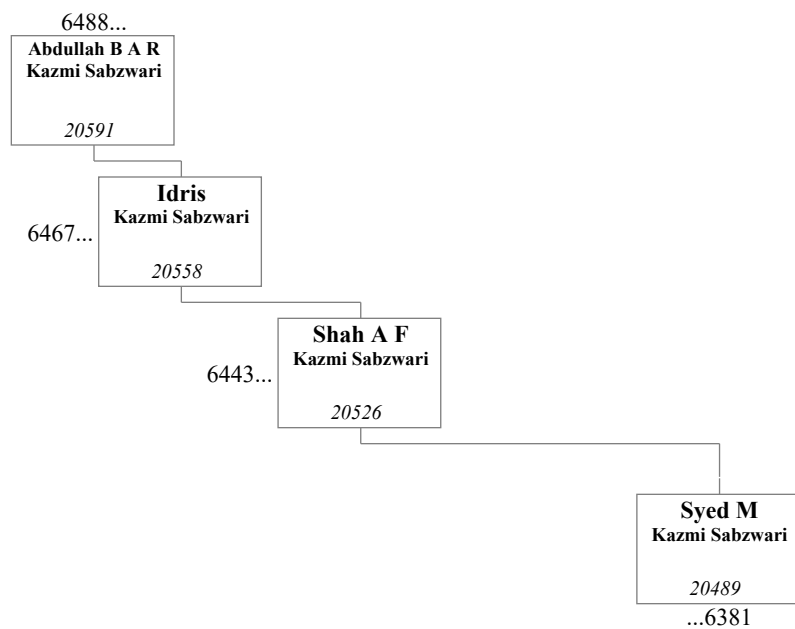 6488...
Abdullah B A R
Kazmi Sabzwari
20591
Idris
Kazmi Sabzwari
6467...
20558
Shah A F
Kazmi Sabzwari
6443...
20526
Syed M
Kazmi Sabzwari
20489
...6381